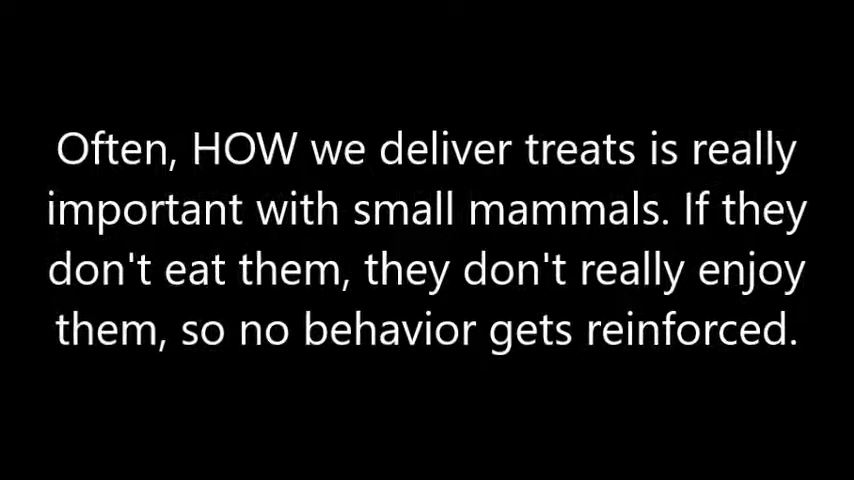 Often, HOW we deliver treats is really
important with small mammals. If they
don't eat them, they don't really enjoy
them, so no behavior gets reinforced.